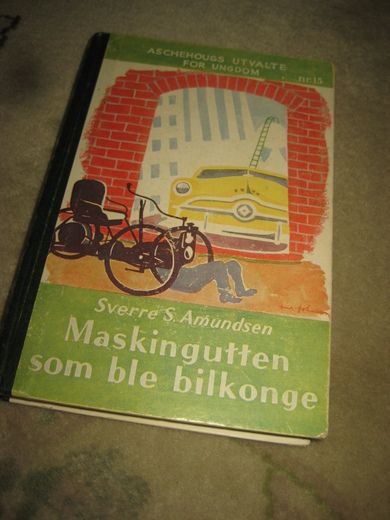 ASCHEHOUGS UTVALTE
FOR UNGDOM
nr. 15
Sverre S. Amundsen
Maskingutten
som ble bilkonge